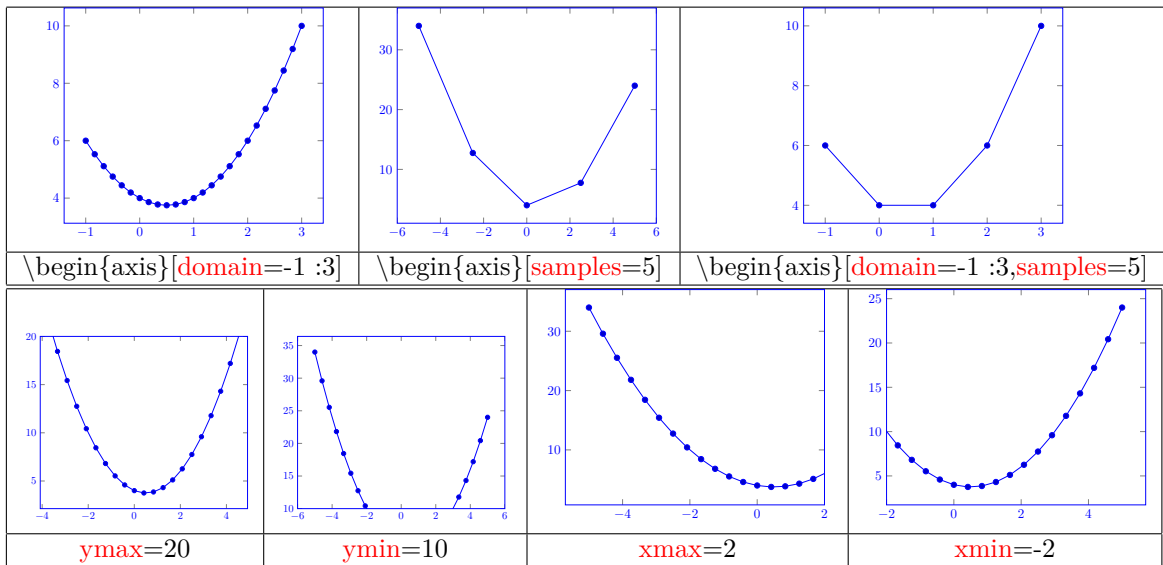 10
8
6
4
−1 0 1 2 3
30
20
10
−6 −4 −2 0 2 4 6
10
8
6
4
−1 0 1 2 3
\begin{axis}[domain=-1 :3]
\begin{axis}[samples=5]
\begin{axis}[domain=-1 :3,samples=5]
20
15
10
5
−4 −2 0 2 4
35
30
25
20
15
10
−6 −4 −2 0 2 4 6
30
20
10
−4 −2 0 2
25
20
15
10
5
−2 0 2 4
ymax=20
ymin=10
xmax=2
xmin=-2